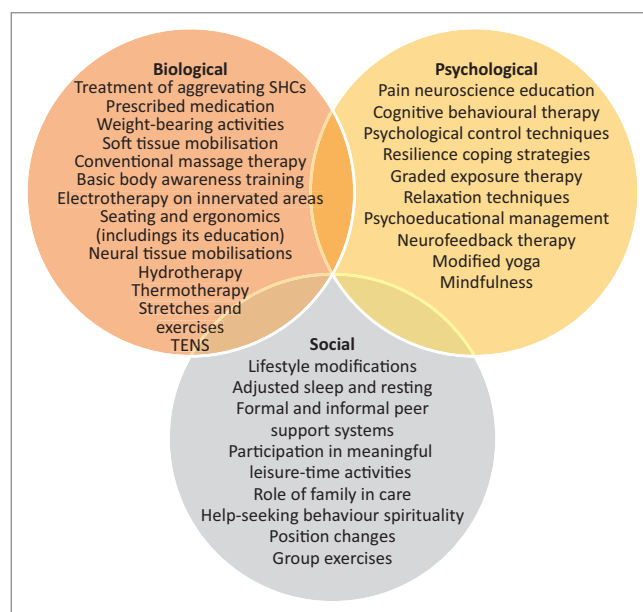 Biological
Treatment of aggrevating SHCs
Prescribed medication
Weight-bearing activities
Soft tissue mobilisation
Conventional massage therapy
Basic body awareness training
Electrotherapy on innervated areas
Seating and ergonomics
(includings its education)
Neural tissue mobilisations
Hydrotherapy
Thermotherapy
Stretches and
exercises
TENS
Psychological
Pain neuroscience education
Cognitive behavioural therapy
Psychological control techniques
Resilience coping strategies
Graded exposure therapy
Relaxation techniques
Psychoeducational management
Neurofeedback therapy
Modified yoga
Mindfulness
Social
Lifestyle modifications
Adjusted sleep and resting
Formal and informal peer
support systems
Participation in meaningful
leisure-time activities
Role of family in care
Help-seeking behaviour spirituality
Position changes
Group exercises